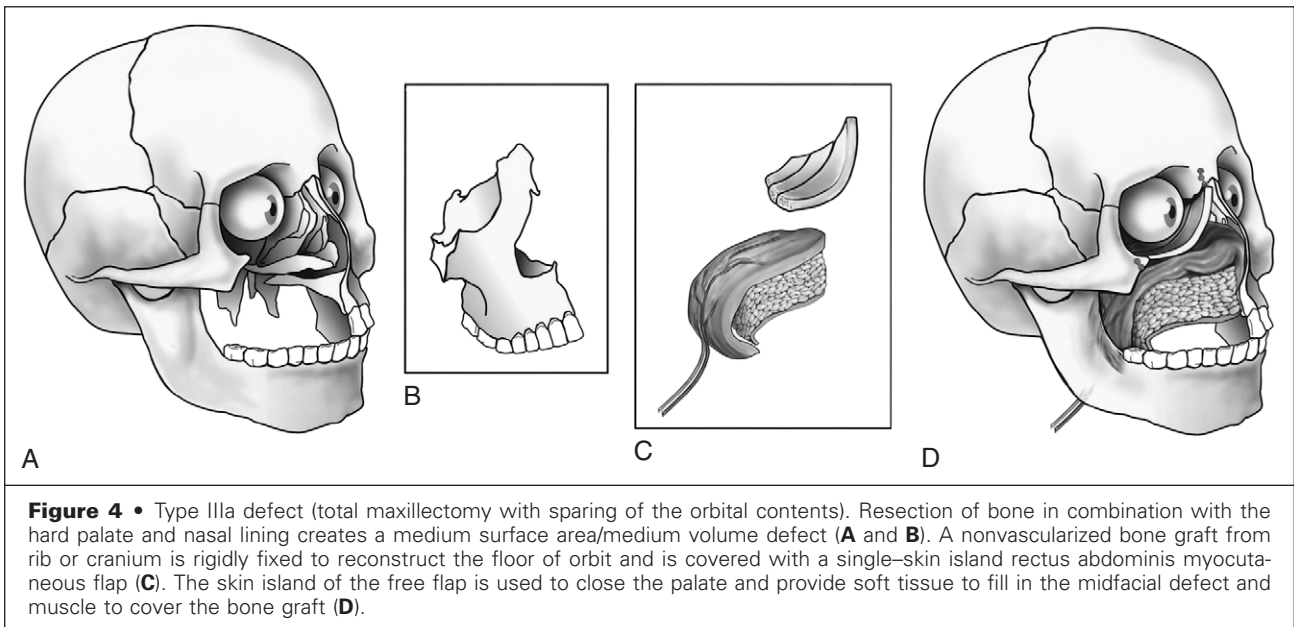 A
B
C
D
Figure 4 • Type IIIa defect (total maxillectomy with sparing of the orbital contents). Resection of bone in combination with the
hard palate and nasal lining creates a medium surface area/medium volume defect (A and B). A nonvascularized bone graft from
rib or cranium is rigidly fixed to reconstruct the floor of orbit and is covered with a single–skin island rectus abdominis myocuta-
neous flap (C). The skin island of the free flap is used to close the palate and provide soft tissue to fill in the midfacial defect and
muscle to cover the bone graft (D).